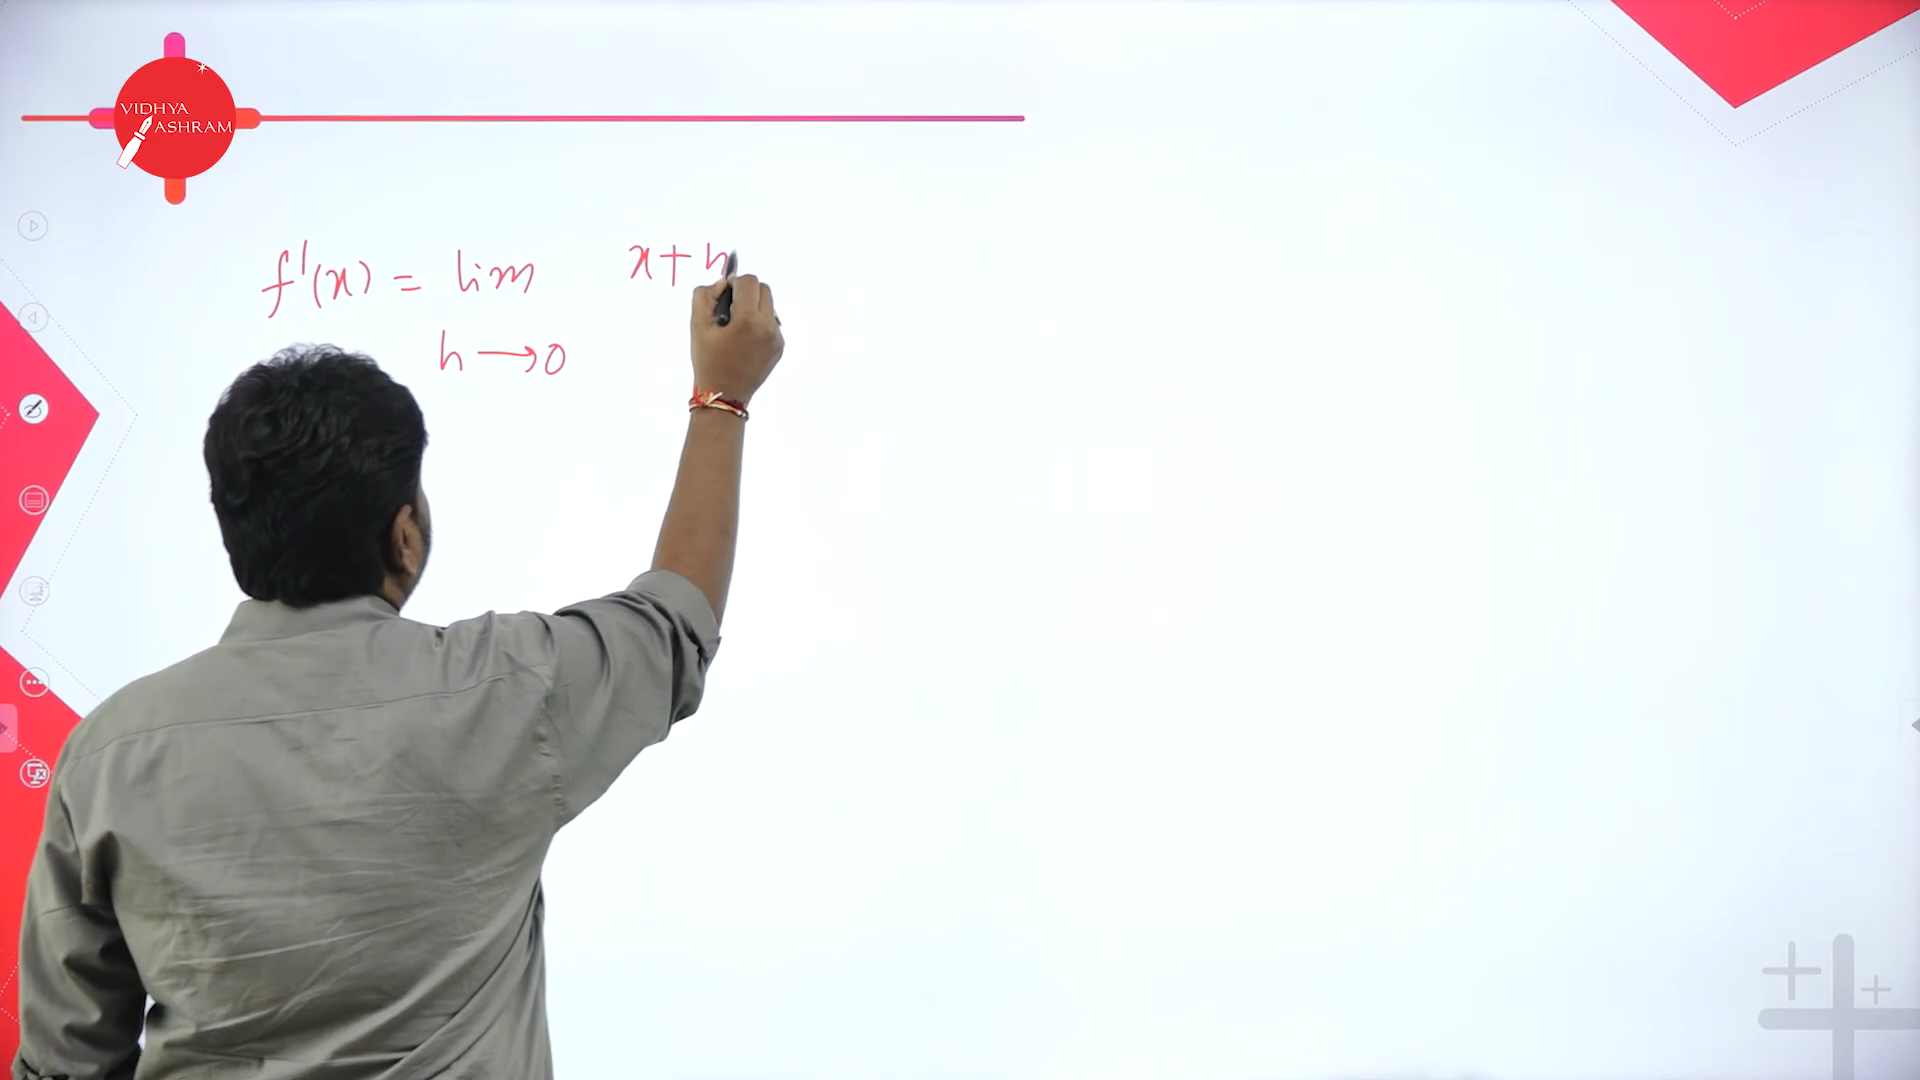 VIDHYA
ASHRAM
f'(x) = lim x+h
h→0